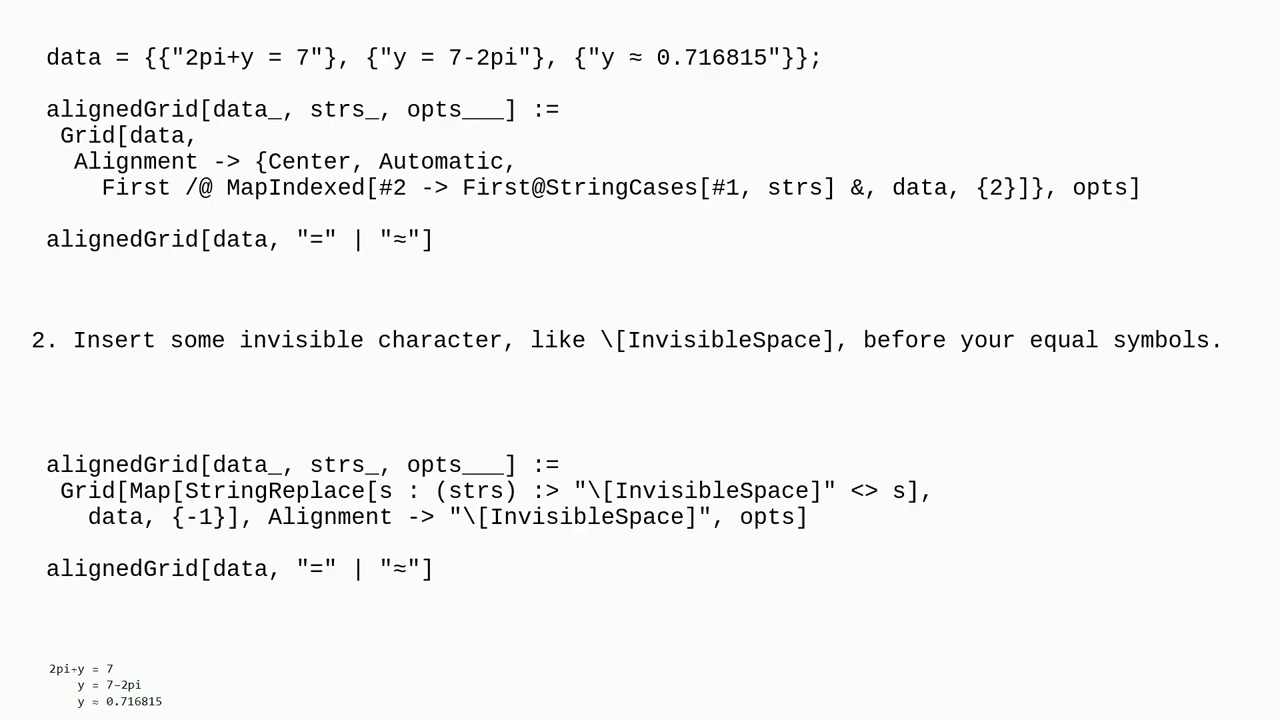 data = {{"2pi+y = 7"}, {"y = 7-2pi"}, {"y ≈ 0.716815"}};
alignedGrid[data_, strs_, opts___] :=
Grid[data,
Alignment -> {Center, Automatic,
First /@ MapIndexed[#2 -> First@StringCases[#1, strs] &, data, {2}]}, opts]
alignedGrid[data, "=" | "≈"]
2. Insert some invisible character, like \[InvisibleSpace], before your equal symbols.
alignedGrid[data_, strs_, opts___] :=
Grid[Map[StringReplace[s : (strs) :> "\[InvisibleSpace]" <> s],
data, {-1}], Alignment -> "\[InvisibleSpace]", opts]
alignedGrid[data, "=" | "≈"]
2pi+y = 7
y = 7-2pi
y ≈ 0.716815